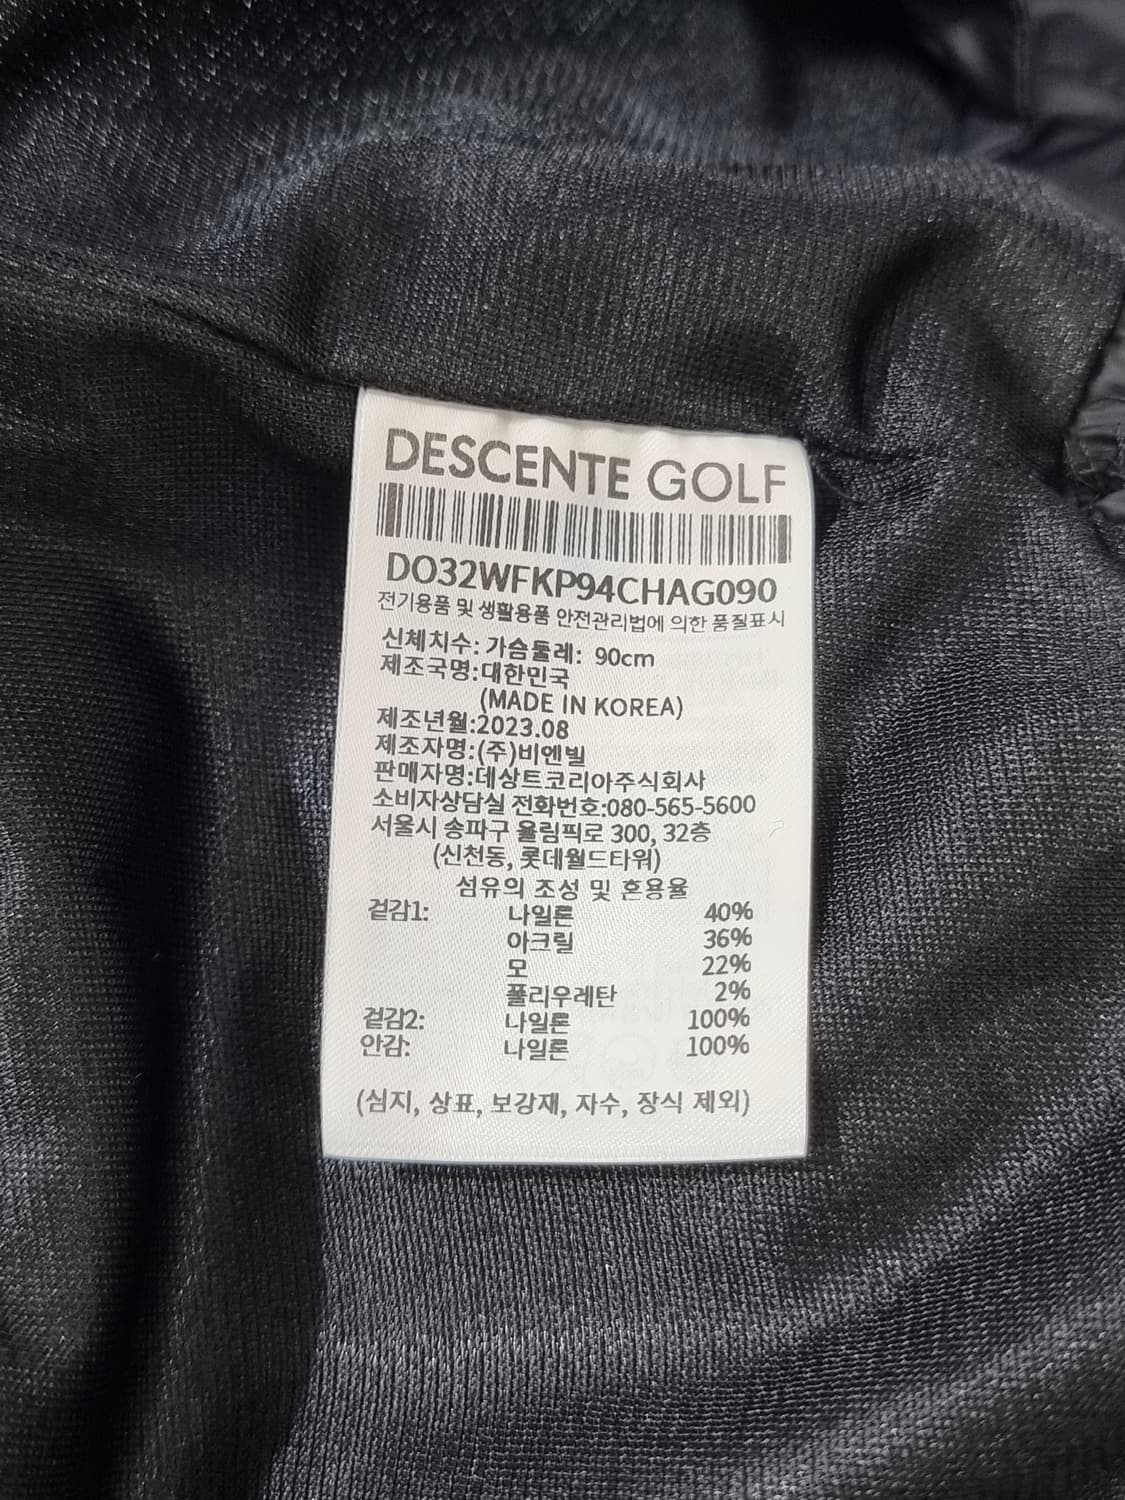 DESCENTE GOLF
DO32WFKP94CHAG090
전기용품 및 생활용품 안전관리법에 의한 품질표시
신체치수: 가슴둘레: 90cm
제조국명:대한민국
(MADE IN KOREA)
제조년월:2023.08
제조자명:(주)비엔빌
판매자명:데상트코리아주식회사
소비자상담실 전화번호:080-565-5600
서울시 송파구 올림픽로 300, 32층
(신천동, 롯데월드타워)
섬유의 조성 및 혼용율
겉감1: 나일론 40%
아크릴 36%
모 22%
폴리우레탄 2%
겉감2: 나일론 100%
안감: 나일론 100%
(심지, 상표, 보강재, 자수, 장식 제외)